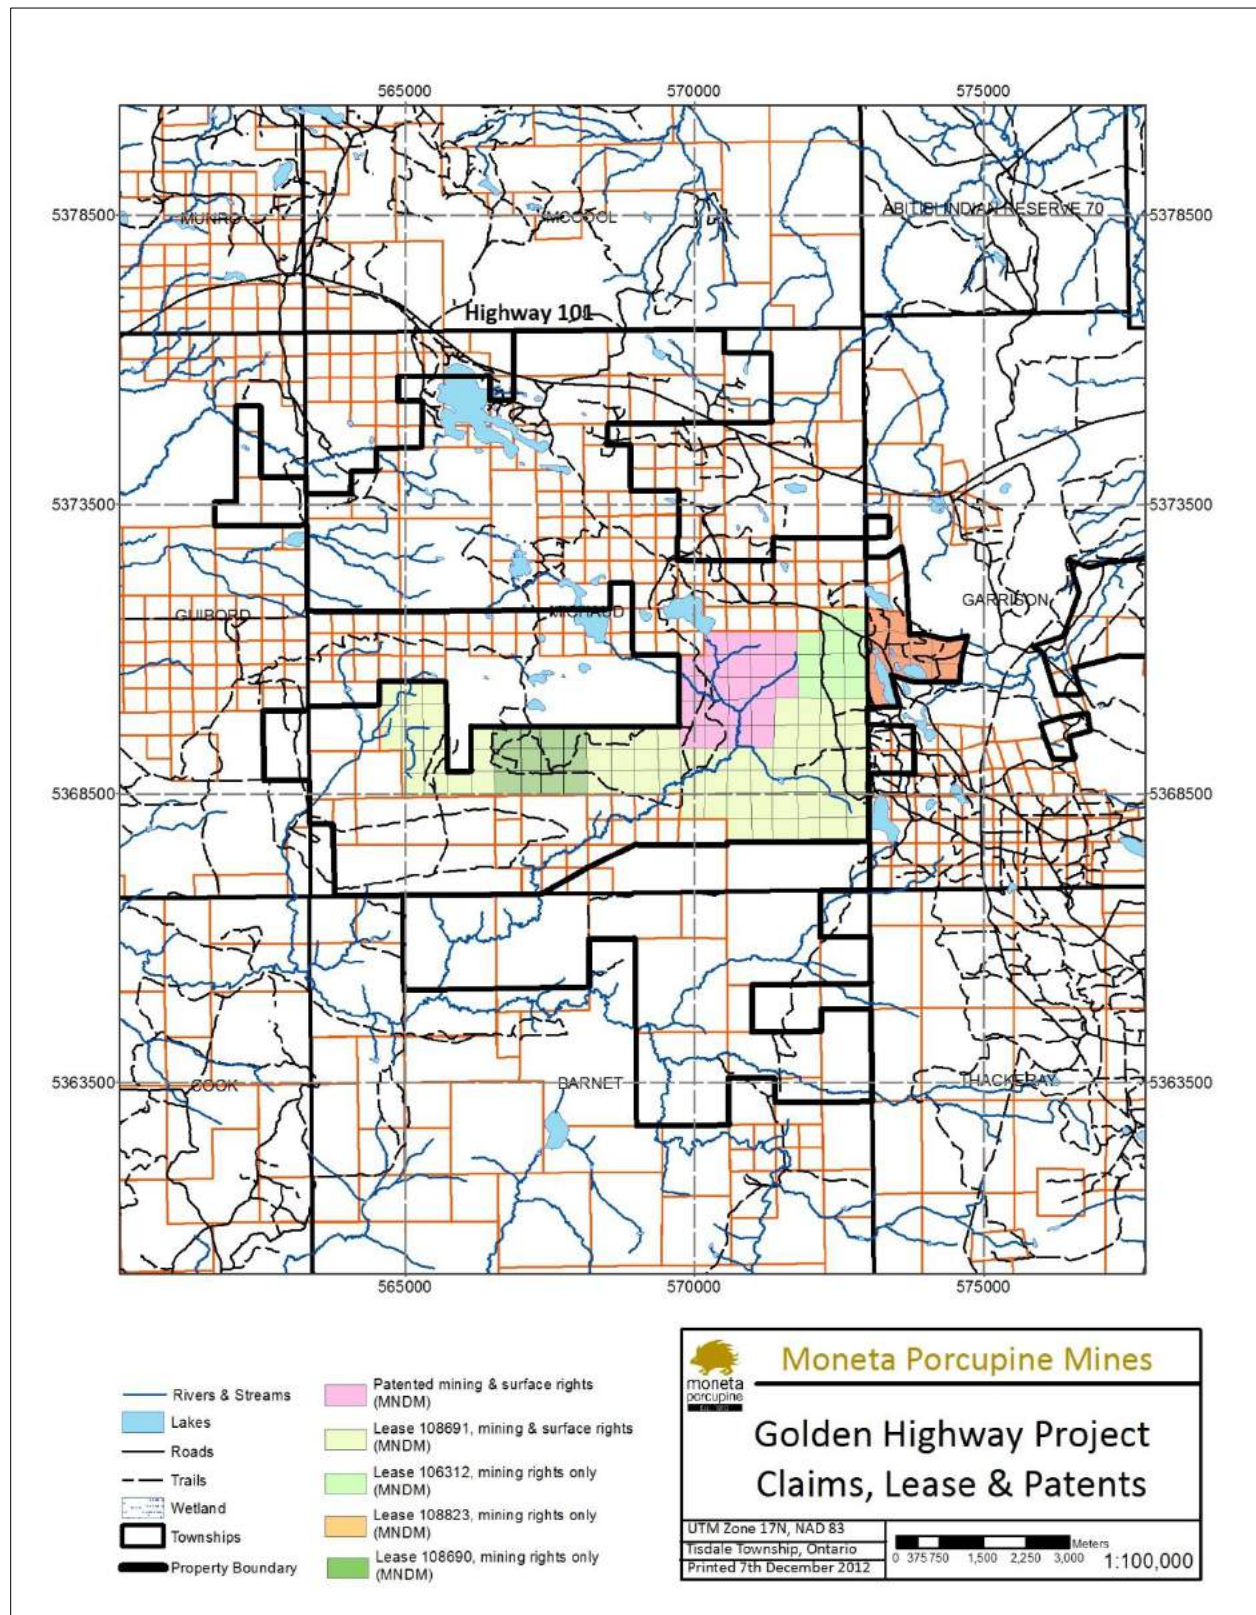 565000 570000 575000
5378500 MUNRO MCCOOL ABITIBI INDIAN RESERVE 70 5378500
Highway 101
5373500 5373500
GUIBORD MICHAUD GARRISON
5368500 5368500
5363500 COOK BARNET THACKERAY 5363500
565000 570000 575000
Rivers & Streams
Lakes
Roads
Trails
Wetland
Townships
Property Boundary
Patented mining & surface rights
(MNDM)
Lease 108691, mining & surface rights
(MNDM)
Lease 106312, mining rights only
(MNDM)
Lease 108823, mining rights only
(MNDM)
Lease 108690, mining rights only
(MNDM)
moneta
porcupine
Moneta Porcupine Mines
Golden Highway Project
Claims, Lease & Patents
UTM Zone 17N, NAD 83
Tisdale Township, Ontario
Printed 7th December 2012
Meters
0 375 750 1,500 2,250 3,000
1:100,000